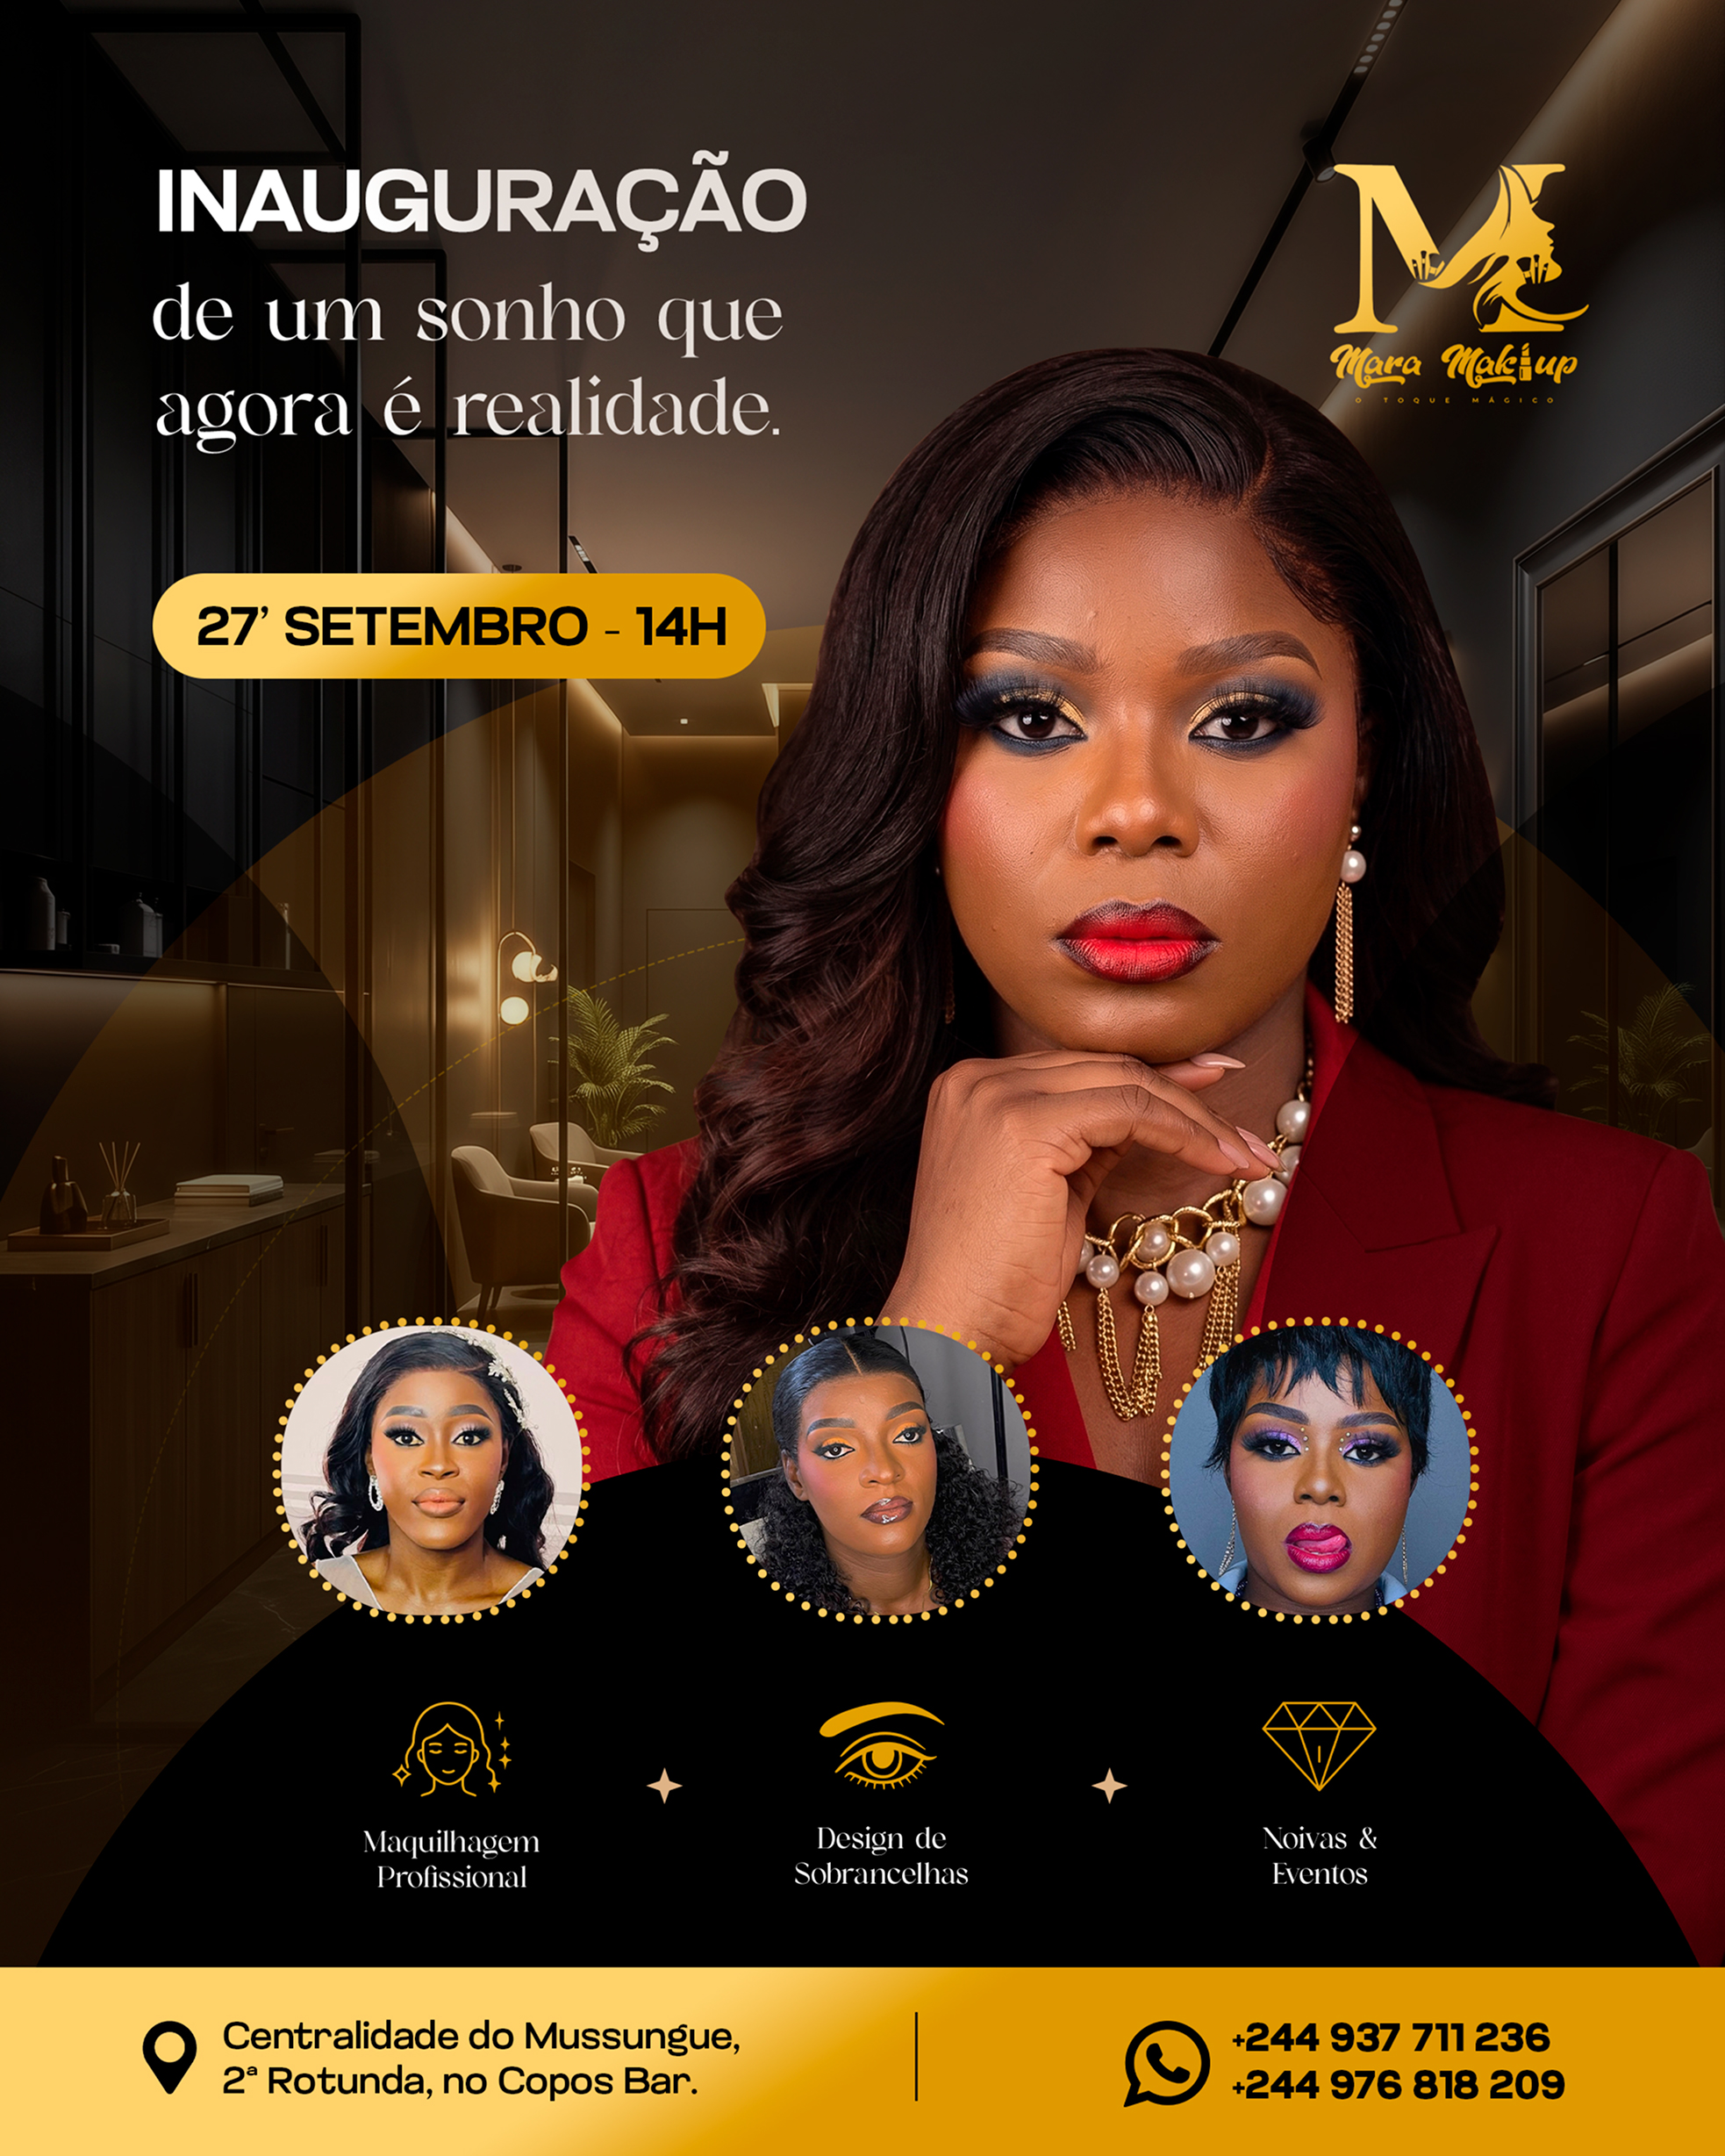 INAUGURAÇÃO
de um sonho que
agora é realidade.
M
Mara Makeup
O TOQUE MÁGICO
27’ SETEMBRO - 14H
Maquilhagem
Profissional
Design de
Sobrancelhas
Noivas &
Eventos
Centralidade do Mussungue,
2ª Rotunda, no Copos Bar.
+244 937 711 236
+244 976 818 209